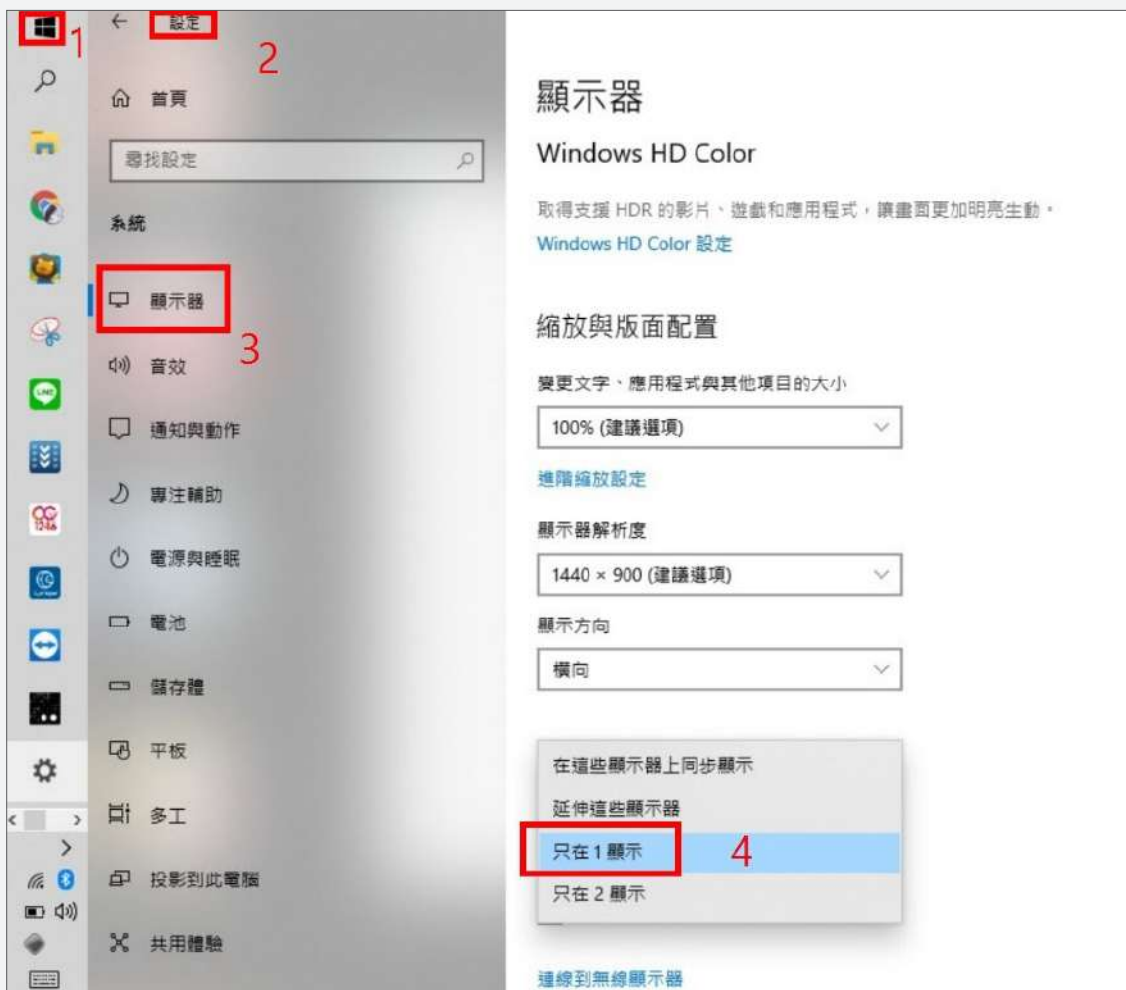 1
設定
2
首頁
尋找設定
系統
顯示器
3
音效
通知與動作
專注輔助
電源與睡眠
電池
儲存體
平板
多工
投影到此電腦
共用體驗
LINE
顯示器
Windows HD Color
取得支援 HDR 的影片、遊戲和應用程式，讓畫面更加明亮生動。
Windows HD Color 設定
縮放與版面配置
變更文字、應用程式與其他項目的大小
100% (建議選項)
進階縮放設定
顯示器解析度
1440 × 900 (建議選項)
顯示方向
橫向
在這些顯示器上同步顯示
延伸這些顯示器
只在 1 顯示
4
只在 2 顯示
連線到無線顯示器